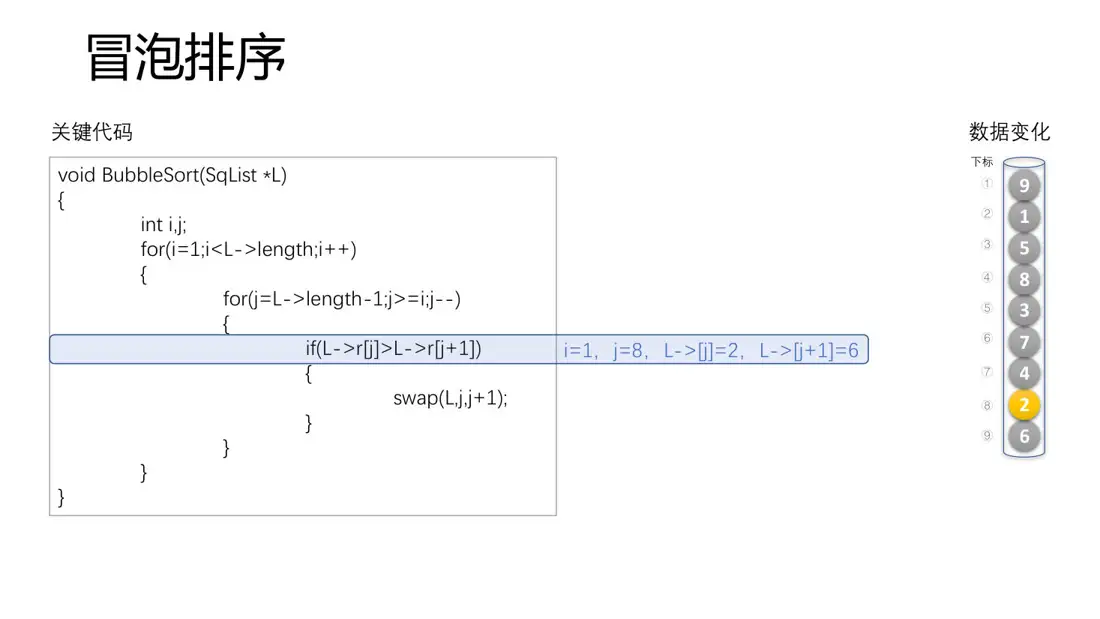 冒泡排序
关键代码
数据变化
void BubbleSort(SqList *L)
{
int i,j;
for(i=1;i<L->length;i++)
{
for(j=L->length-1;j>=i;j--)
{
if(L->r[j]>L->r[j+1])
i=1, j=8, L->[j]=2, L->[j+1]=6
{
swap(L,j,j+1);
}
}
}
}
下标
① 9
② 1
③ 5
④ 8
⑤ 3
⑥ 7
⑦ 4
⑧ 2
⑨ 6